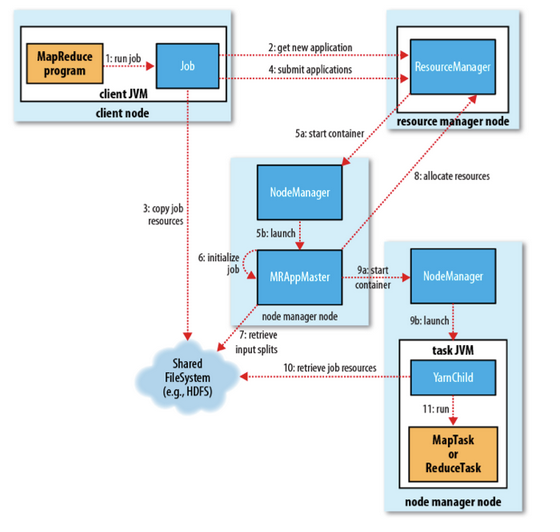 MapReduce
program
1: run job
Job
client JVM
client node
2: get new application
4: submit applications
ResourceManager
resource manager node
5a: start container
8: allocate resources
3: copy job
resources
NodeManager
5b: launch
6: initialize
job
MRAppMaster
node manager node
9a: start
container
NodeManager
9b: launch
7: retrieve
input splits
Shared
FileSystem
(e.g., HDFS)
10: retrieve job resources
task JVM
YarnChild
11: run
MapTask
or
ReduceTask
node manager node